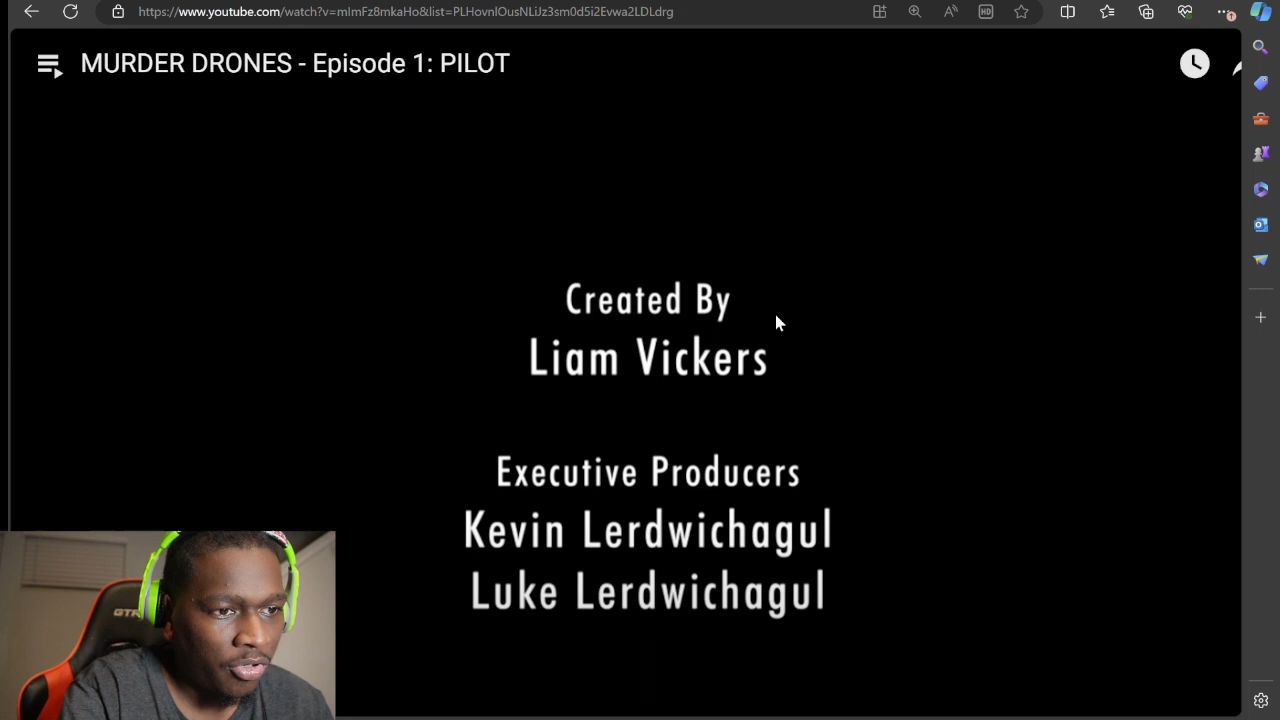 https://www.youtube.com/watch?v=mImFz8mkaHo&list=PLHovnlOusNLiJz3sm0d5i2Evwa2LDLdrg
MURDER DRONES - Episode 1: PILOT
Created By
Liam Vickers
Executive Producers
Kevin Lerdwichagul
Luke Lerdwichagul
GTR